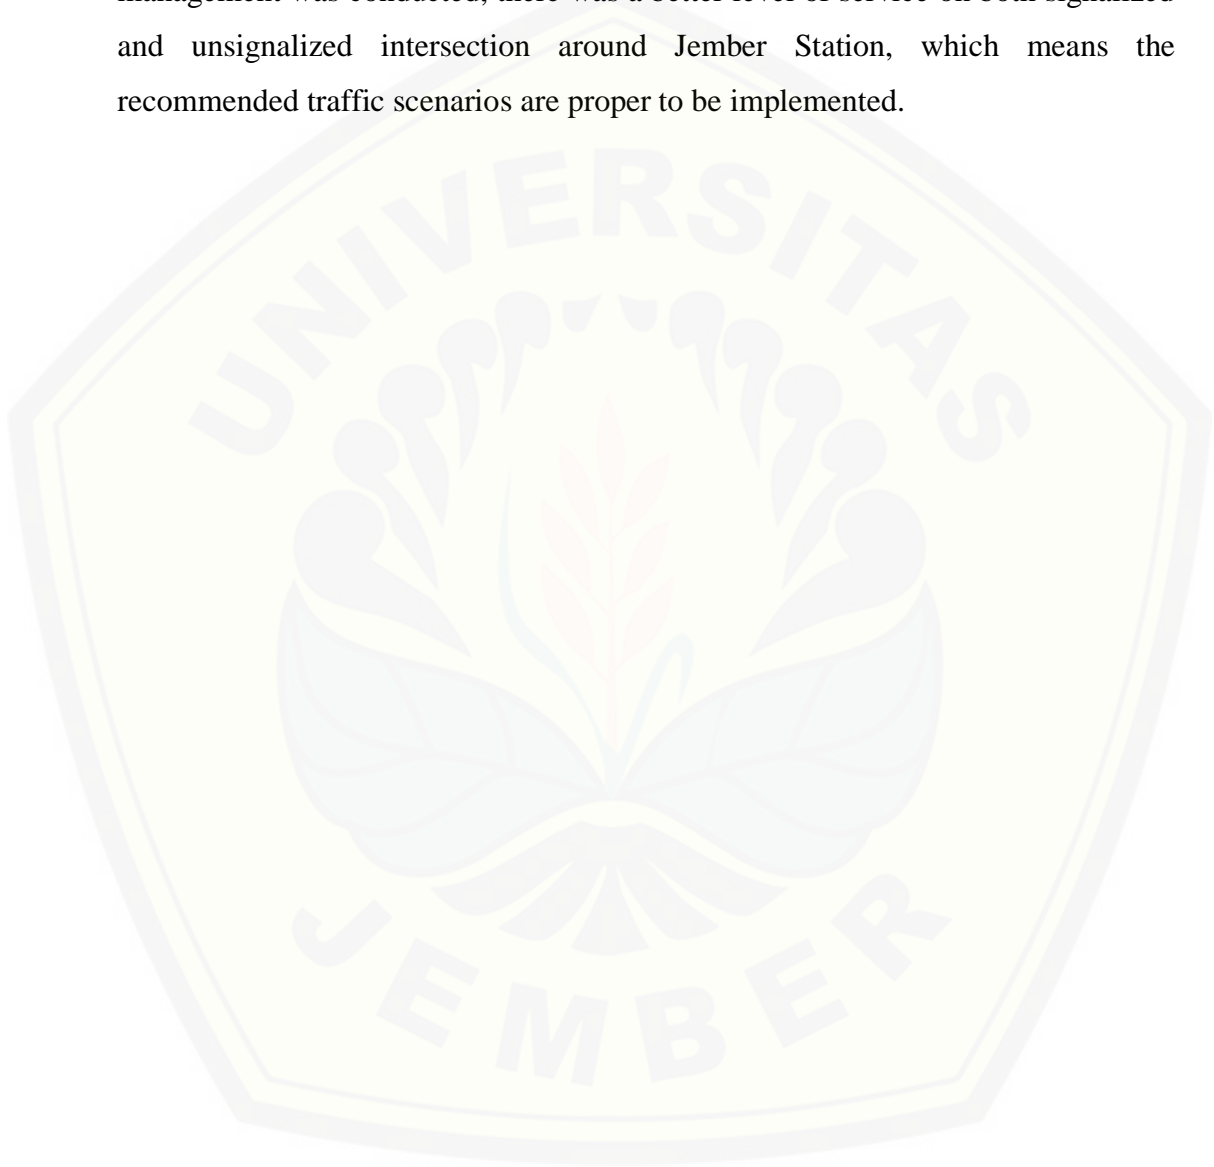 management was conducted, there was a better level of service on both signalized
and unsignalized intersection around Jember Station, which means the
recommended traffic scenarios are proper to be implemented.
UNIVERSITAS
JEMBER